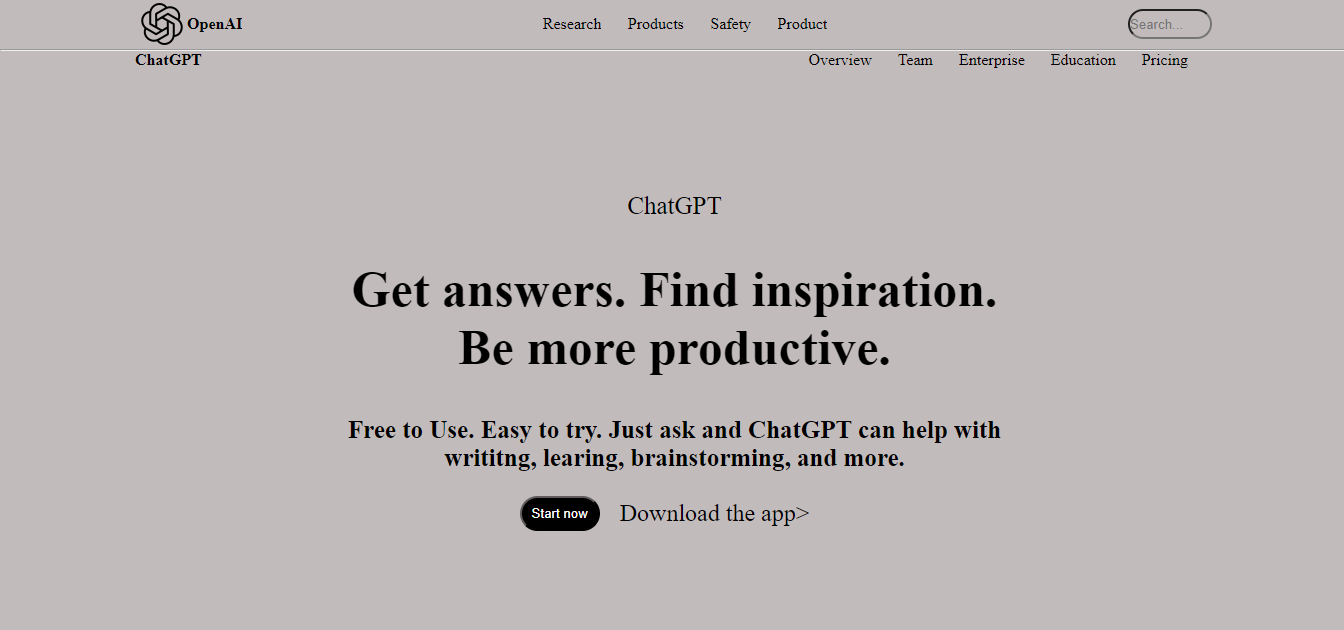 OpenAI Research Products Safety Product Search...
ChatGPT Overview Team Enterprise Education Pricing
ChatGPT
Get answers. Find inspiration.
Be more productive.
Free to Use. Easy to try. Just ask and ChatGPT can help with
writitng, learing, brainstorming, and more.
Start now Download the app>